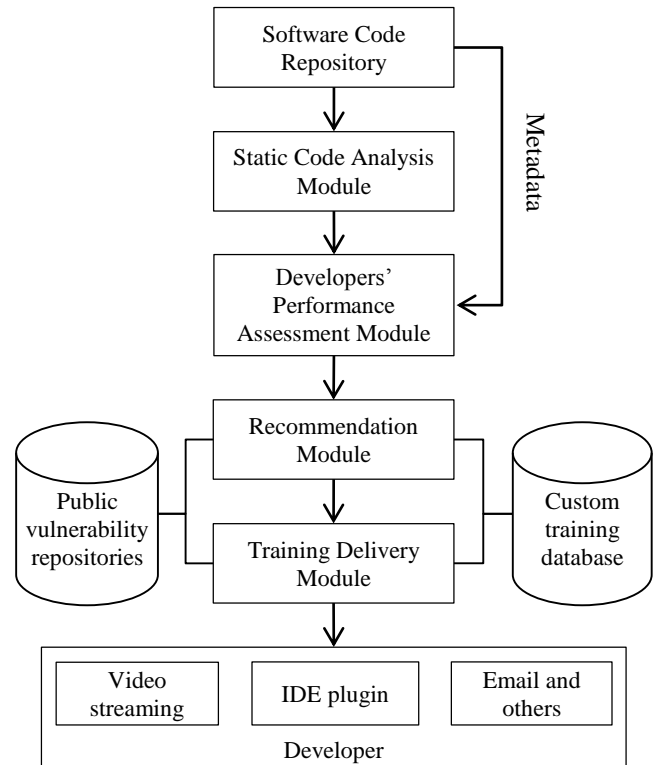 Software Code
Repository
Metadata
Static Code Analysis
Module
Developers’
Performance
Assessment Module
Recommendation
Module
Public
vulnerability
repositories
Custom
training
database
Training Delivery
Module
Video
streaming
IDE plugin
Email and
others
Developer